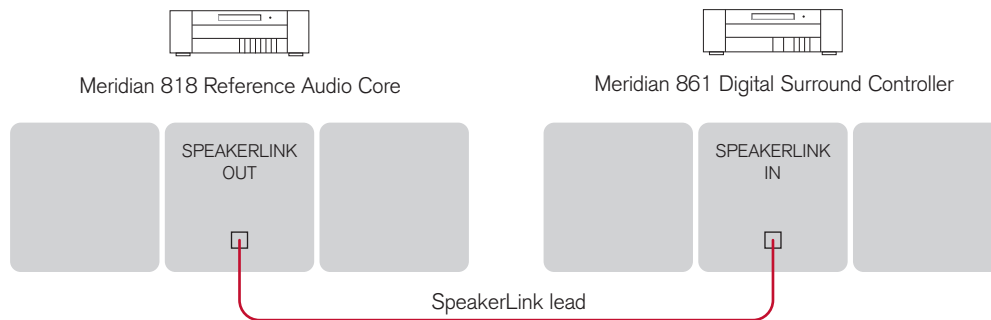 Meridian 818 Reference Audio Core
Meridian 861 Digital Surround Controller
SPEAKERLINK
OUT
SPEAKERLINK
IN
SpeakerLink lead